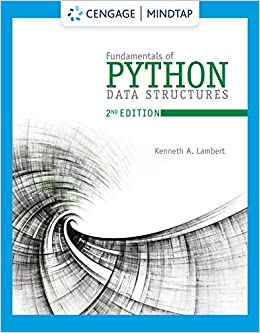 CENGAGE | MINDTAP
Fundamentals of
PYTHON
DATA STRUCTURES
2ND EDITION
Kenneth A. Lambert